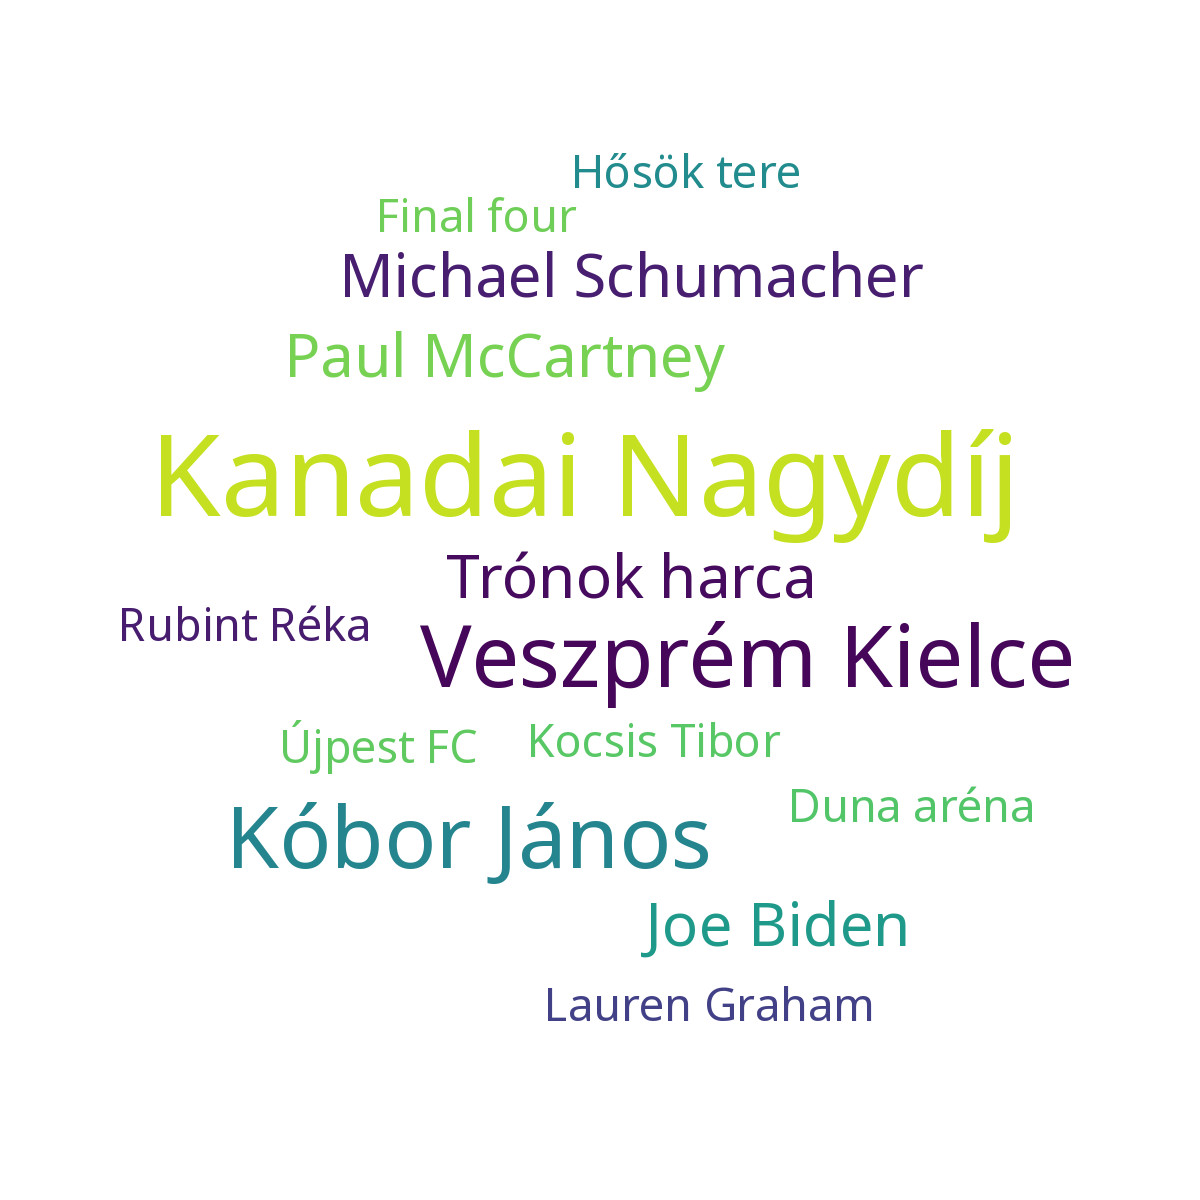 Hősök tere
Final four
Michael Schumacher
Paul McCartney
Kanadai Nagydíj
Trónok harca
Rubint Réka
Veszprém Kielce
Újpest FC
Kocsis Tibor
Duna aréna
Kóbor János
Joe Biden
Lauren Graham